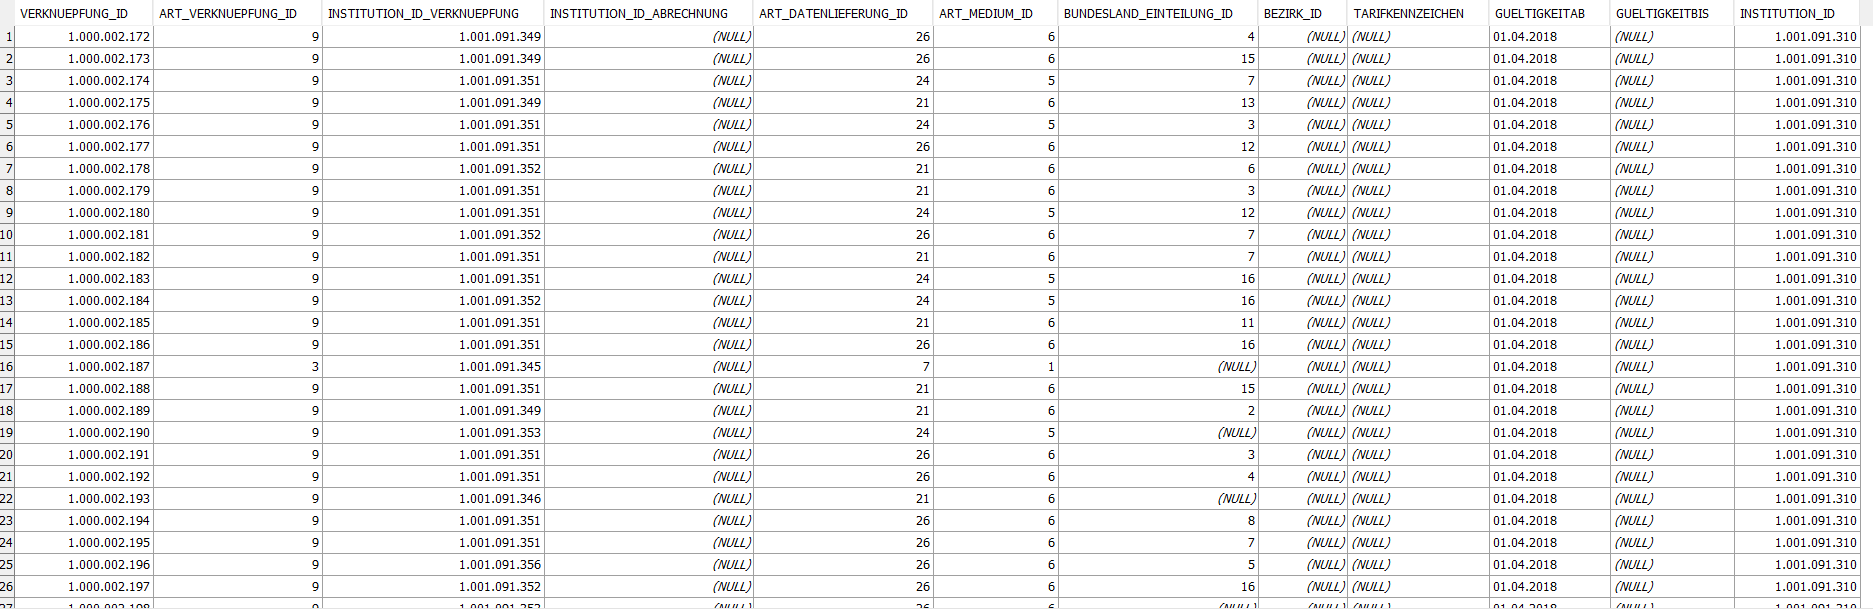 VERKNUEPFUNG_ID ART_VERKNUEPFUNG_ID INSTITUTION_ID_VERKNUEPFUNG INSTITUTION_ID_ABRECHNUNG ART_DATENLIEFERUNG_ID ART_MEDIUM_ID BUNDESLAND_EINTEILUNG_ID BEZIRK_ID TARIFKENNZEICHEN GUELTIGKEITAB GUELTIGKEITBIS INSTITUTION_ID
1 1.000.002.172 9 1.001.091.349 (NULL) 26 6 4 (NULL) (NULL) 01.04.2018 (NULL) 1.001.091.310
2 1.000.002.173 9 1.001.091.349 (NULL) 26 6 15 (NULL) (NULL) 01.04.2018 (NULL) 1.001.091.310
3 1.000.002.174 9 1.001.091.351 (NULL) 24 5 7 (NULL) (NULL) 01.04.2018 (NULL) 1.001.091.310
4 1.000.002.175 9 1.001.091.349 (NULL) 21 6 13 (NULL) (NULL) 01.04.2018 (NULL) 1.001.091.310
5 1.000.002.176 9 1.001.091.351 (NULL) 24 5 3 (NULL) (NULL) 01.04.2018 (NULL) 1.001.091.310
6 1.000.002.177 9 1.001.091.351 (NULL) 26 6 12 (NULL) (NULL) 01.04.2018 (NULL) 1.001.091.310
7 1.000.002.178 9 1.001.091.352 (NULL) 21 6 6 (NULL) (NULL) 01.04.2018 (NULL) 1.001.091.310
8 1.000.002.179 9 1.001.091.351 (NULL) 21 6 3 (NULL) (NULL) 01.04.2018 (NULL) 1.001.091.310
9 1.000.002.180 9 1.001.091.351 (NULL) 24 5 12 (NULL) (NULL) 01.04.2018 (NULL) 1.001.091.310
10 1.000.002.181 9 1.001.091.352 (NULL) 26 6 7 (NULL) (NULL) 01.04.2018 (NULL) 1.001.091.310
11 1.000.002.182 9 1.001.091.351 (NULL) 21 6 7 (NULL) (NULL) 01.04.2018 (NULL) 1.001.091.310
12 1.000.002.183 9 1.001.091.351 (NULL) 24 5 16 (NULL) (NULL) 01.04.2018 (NULL) 1.001.091.310
13 1.000.002.184 9 1.001.091.352 (NULL) 24 5 16 (NULL) (NULL) 01.04.2018 (NULL) 1.001.091.310
14 1.000.002.185 9 1.001.091.351 (NULL) 21 6 11 (NULL) (NULL) 01.04.2018 (NULL) 1.001.091.310
15 1.000.002.186 9 1.001.091.351 (NULL) 26 6 16 (NULL) (NULL) 01.04.2018 (NULL) 1.001.091.310
16 1.000.002.187 3 1.001.091.345 (NULL) 7 1 (NULL) (NULL) (NULL) 01.04.2018 (NULL) 1.001.091.310
17 1.000.002.188 9 1.001.091.351 (NULL) 21 6 15 (NULL) (NULL) 01.04.2018 (NULL) 1.001.091.310
18 1.000.002.189 9 1.001.091.349 (NULL) 21 6 2 (NULL) (NULL) 01.04.2018 (NULL) 1.001.091.310
19 1.000.002.190 9 1.001.091.353 (NULL) 24 5 (NULL) (NULL) (NULL) 01.04.2018 (NULL) 1.001.091.310
20 1.000.002.191 9 1.001.091.351 (NULL) 26 6 3 (NULL) (NULL) 01.04.2018 (NULL) 1.001.091.310
21 1.000.002.192 9 1.001.091.351 (NULL) 26 6 4 (NULL) (NULL) 01.04.2018 (NULL) 1.001.091.310
22 1.000.002.193 9 1.001.091.346 (NULL) 21 6 (NULL) (NULL) (NULL) 01.04.2018 (NULL) 1.001.091.310
23 1.000.002.194 9 1.001.091.351 (NULL) 26 6 8 (NULL) (NULL) 01.04.2018 (NULL) 1.001.091.310
24 1.000.002.195 9 1.001.091.351 (NULL) 26 6 7 (NULL) (NULL) 01.04.2018 (NULL) 1.001.091.310
25 1.000.002.196 9 1.001.091.356 (NULL) 26 6 5 (NULL) (NULL) 01.04.2018 (NULL) 1.001.091.310
26 1.000.002.197 9 1.001.091.352 (NULL) 26 6 16 (NULL) (NULL) 01.04.2018 (NULL) 1.001.091.310